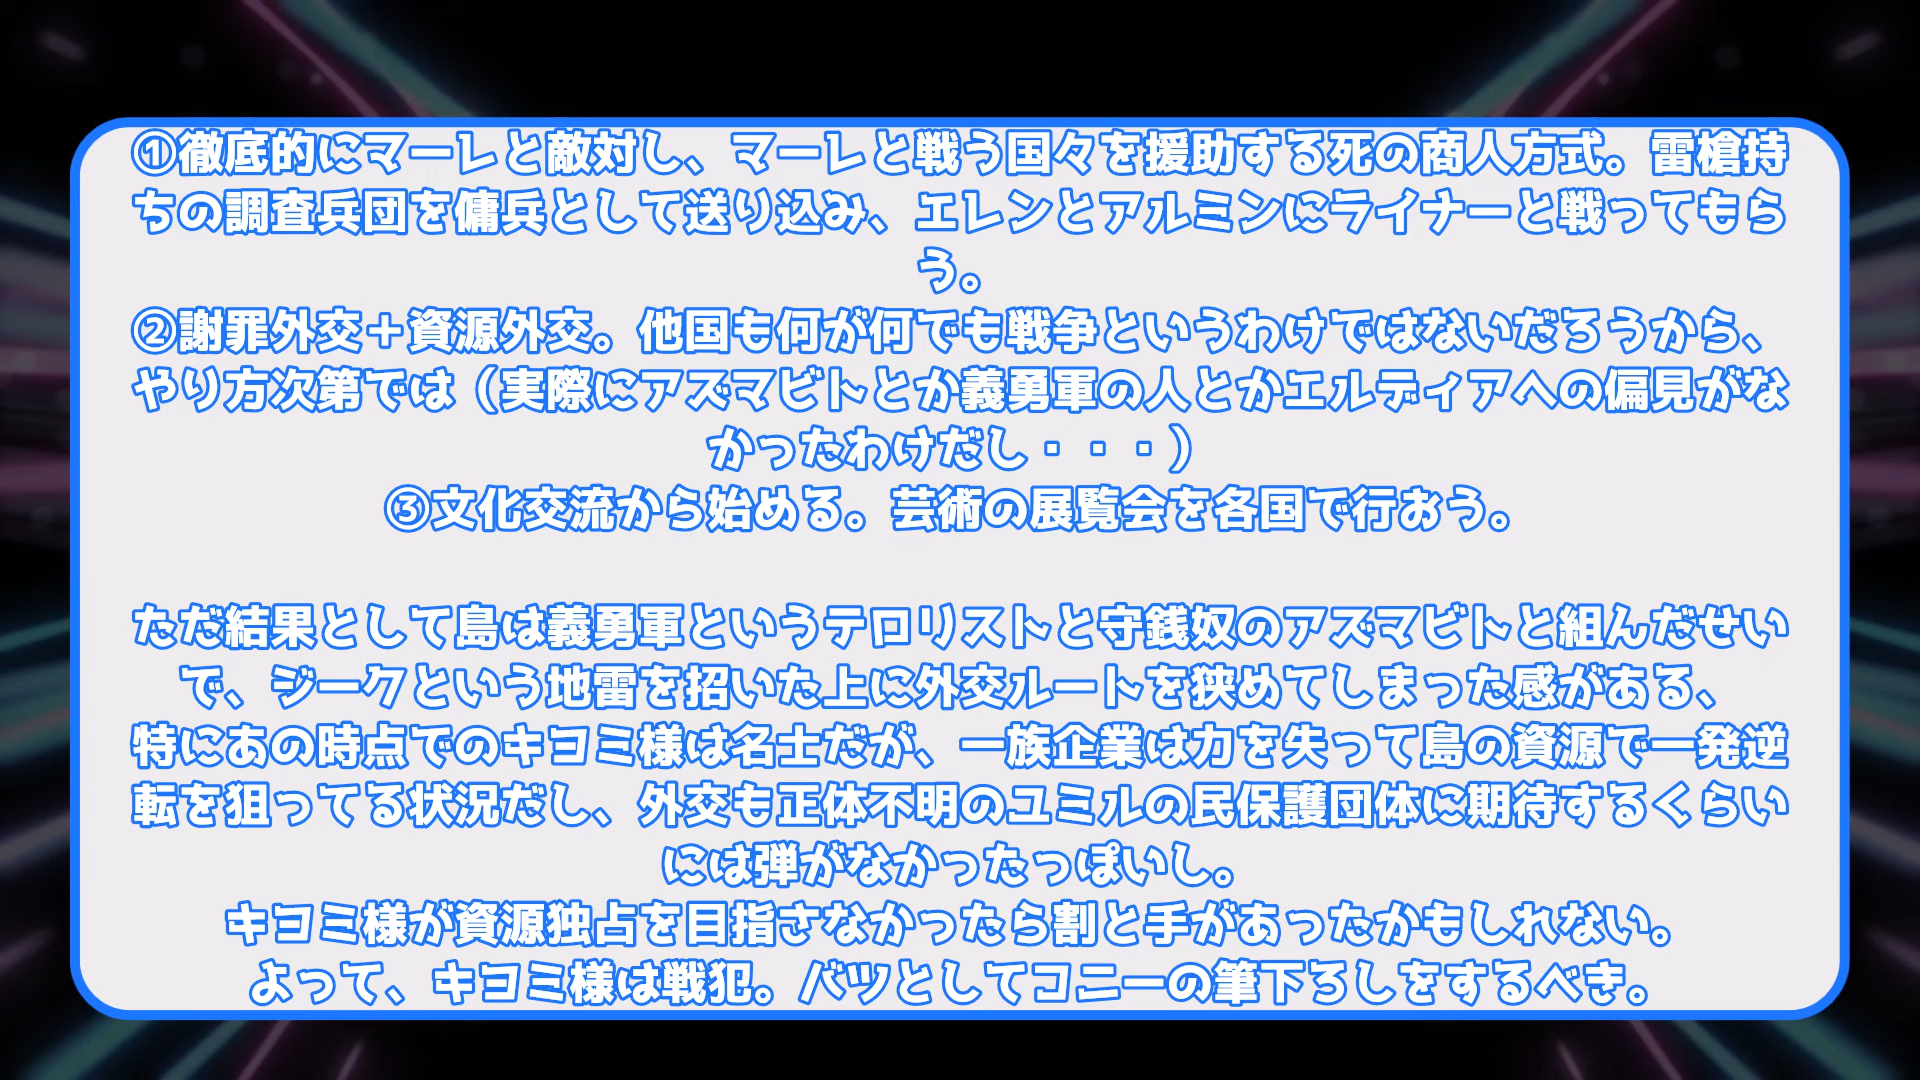 ①徹底的にマーレと敵対し、マーレと戦う国々を援助する死の商人方式。雷槍持
ちの調査兵団を傭兵として送り込み、エレンとアルミンにライナーと戦ってもら
う。
②謝罪外交＋資源外交。他国も何が何でも戦争というわけではないだろうから、
やり方次第では（実際にアズマビトとか義勇軍の人とかエルディアへの偏見がな
かったわけだし・・・）
③文化交流から始める。芸術の展覧会を各国で行おう。
ただ結果として島は義勇軍というテロリストと守銭奴のアズマビトと組んだせい
で、ジークという地雷を招いた上に外交ルートを狭めてしまった感がある、
特にあの時点でのキヨミ様は名士だが、一族企業は力を失って島の資源で一発逆
転を狙ってる状況だし、外交も正体不明のユミルの民保護団体に期待するくらい
には弾がなかったっぽいし。
キヨミ様が資源独占を目指さなかったら割と手があったかもしれない。
よって、キヨミ様は戦犯。バツとしてコニーの筆下ろしをするべき。